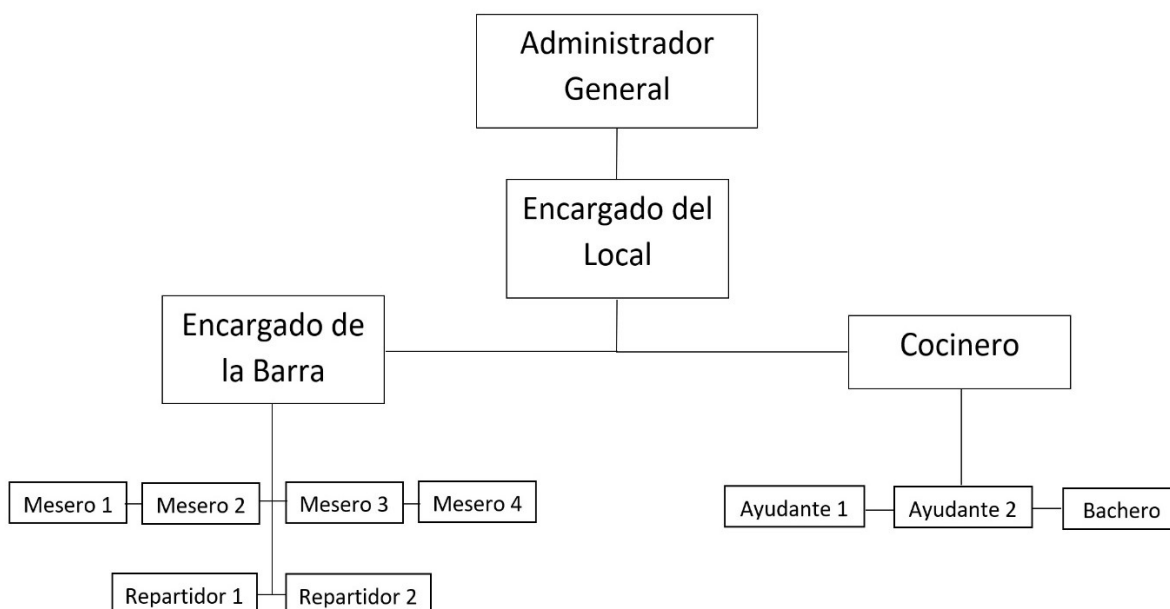 Administrador
General
Encargado del
Local
Encargado de
la Barra
Cocinero
Mesero 1
Mesero 2
Mesero 3
Mesero 4
Ayudante 1
Ayudante 2
Bachero
Repartidor 1
Repartidor 2